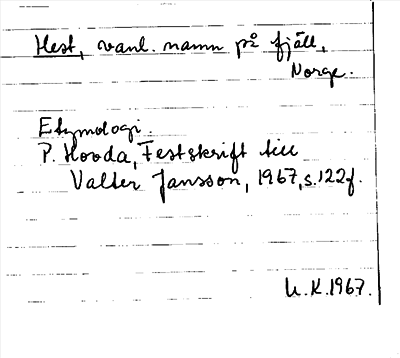 Hest, vanl. namn på fjäll,
Norge.
Etymologi.
P. Hovda, Festskrift till
Valter Jansson, 1967, s. 122f.
U.K. 1967.